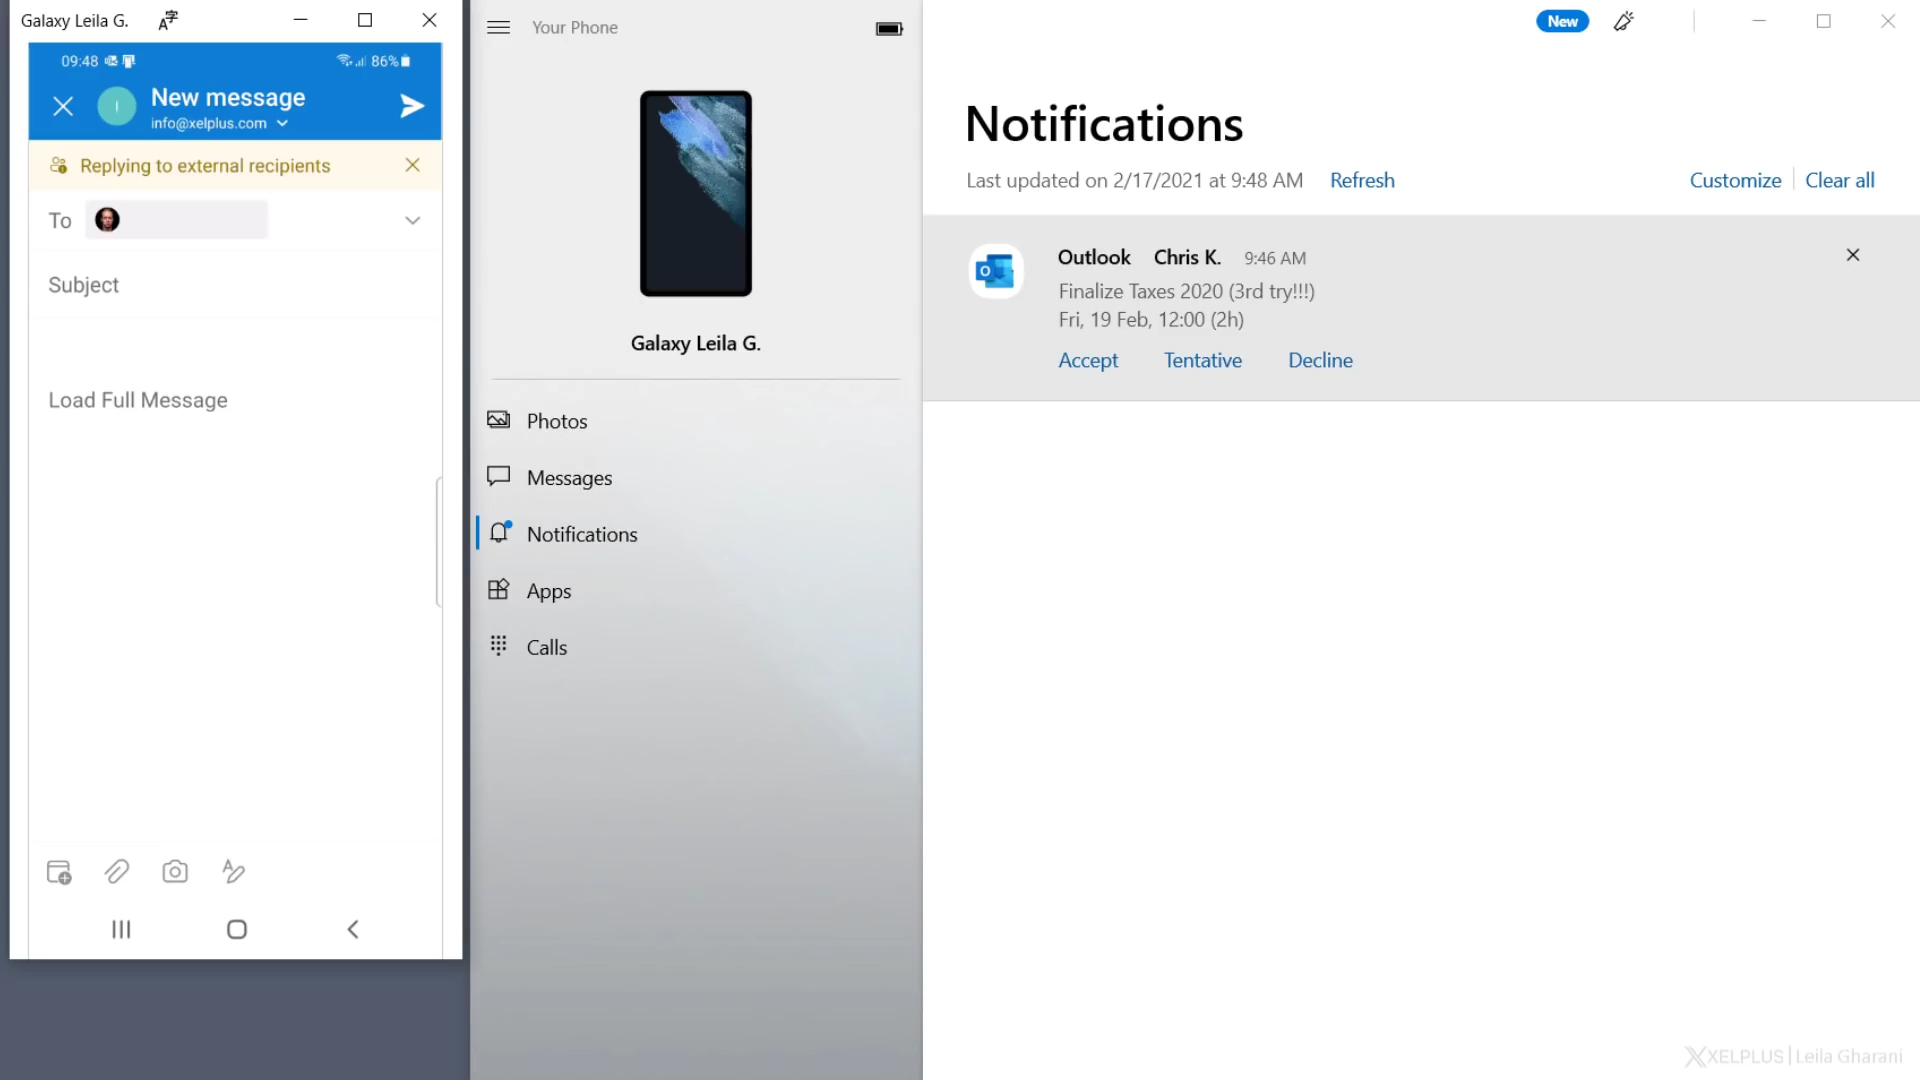 Galaxy Leila G.
09:48
86%
New message
info@xelplus.com
Replying to external recipients
To
Subject
Load Full Message
Your Phone
Galaxy Leila G.
Photos
Messages
Notifications
Apps
Calls
New
Notifications
Last updated on 2/17/2021 at 9:48 AM Refresh
Customize Clear all
Outlook Chris K. 9:46 AM
Finalize Taxes 2020 (3rd try!!!)
Fri, 19 Feb, 12:00 (2h)
Accept Tentative Decline
XELPLUS | Leila Gharani